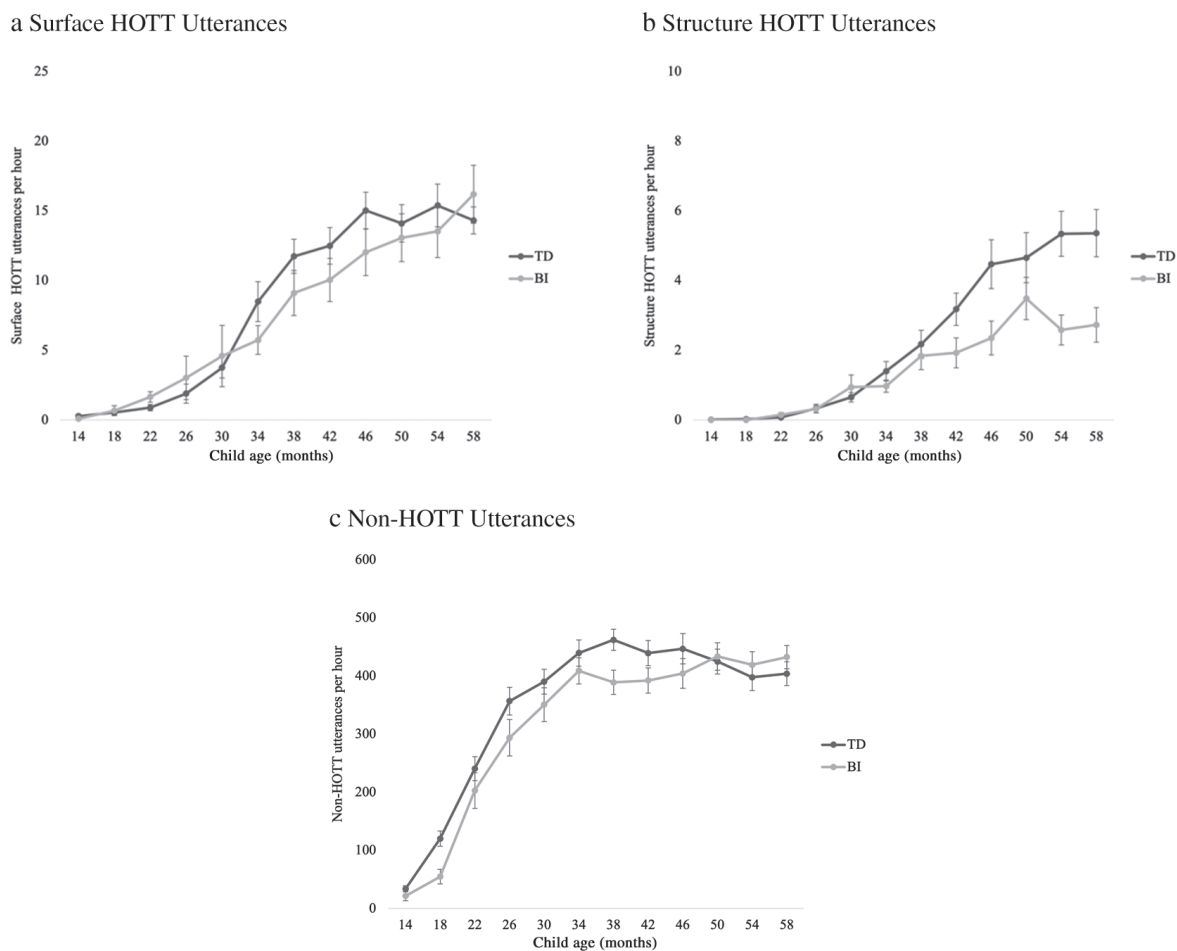 a Surface HOTT Utterances
25
20
15
10
5
0
Surface HOTT utterances per hour
14 18 22 26 30 34 38 42 46 50 54 58
Child age (months)
TD
BI
b Structure HOTT Utterances
10
8
6
4
2
0
Structure HOTT utterances per hour
14 18 22 26 30 34 38 42 46 50 54 58
Child age (months)
TD
BI
c Non-HOTT Utterances
600
500
400
300
200
100
0
Non-HOTT utterances per hour
14 18 22 26 30 34 38 42 46 50 54 58
Child age (months)
TD
BI